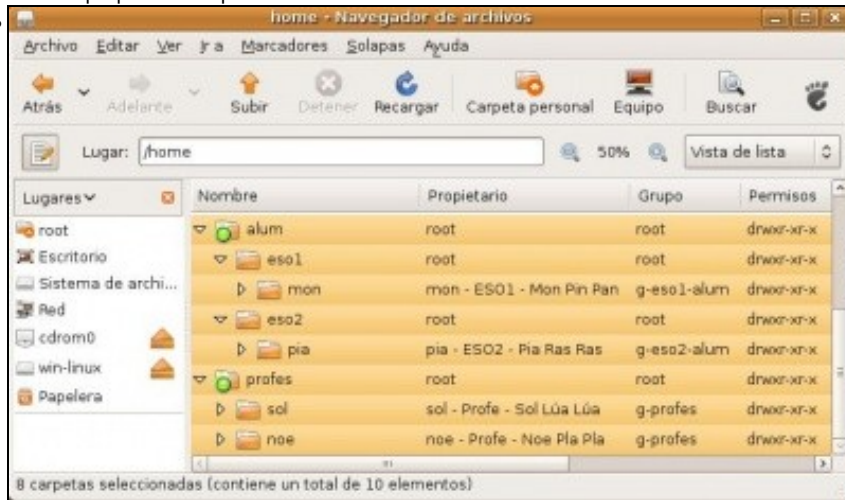 home - Navegador de archivos
Archivo Editar Ver Ir a Marcadores Solapas Ayuda
Atrás Adelante Subir Detener Recargar Carpeta personal Equipo Buscar
Lugar: /home 50% Vista de lista
Lugares Nombre Propietario Grupo Permisos
root alum root root drwxr-xr-x
Escritorio eso1 root root drwxr-xr-x
Sistema de archi... mon mon - ESO1 - Mon Pin Pan g-eso1-alum drwxr-xr-x
Red eso2 root root drwxr-xr-x
cdrom0 pia pia - ESO2 - Pia Ras Ras g-eso2-alum drwxr-xr-x
win-linux profes root root drwxr-xr-x
Papelera sol sol - Profe - Sol Lúa Lúa g-profes drwxr-xr-x
noe noe - Profe - Noe Pla Pla g-profes drwxr-xr-x
8 carpetas seleccionadas (contiene un total de 10 elementos)